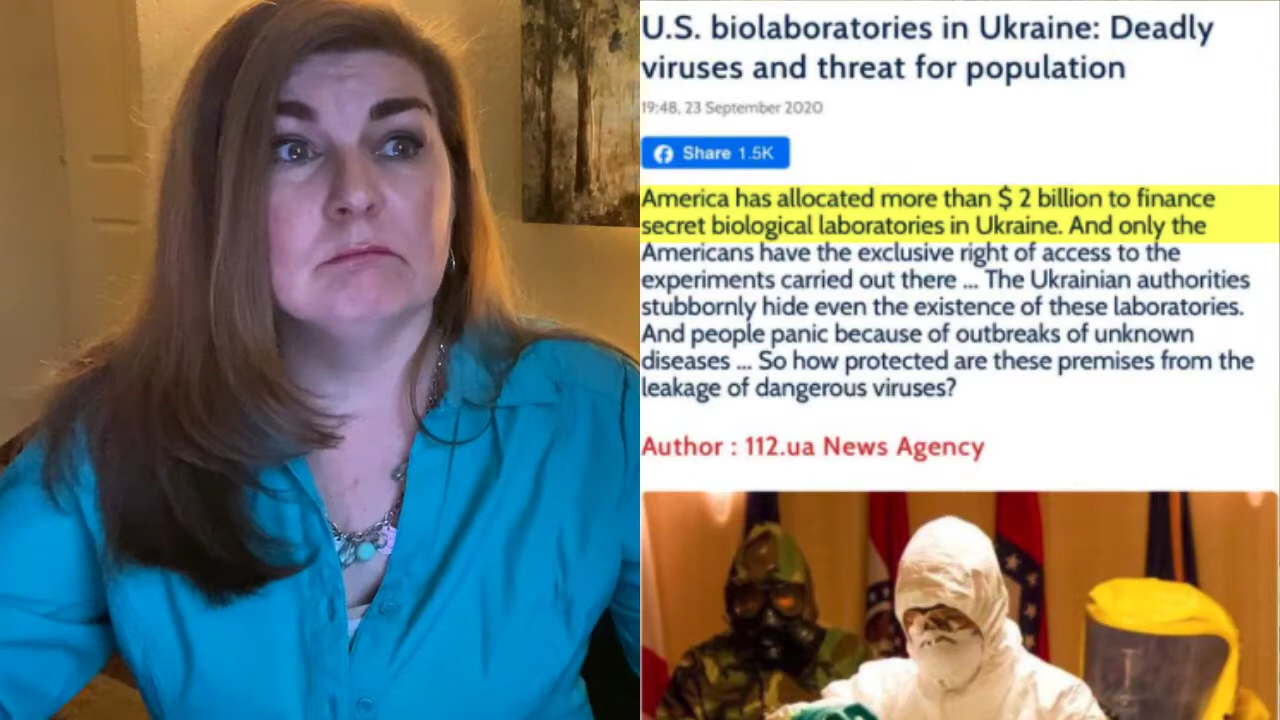 U.S. biolaboratories in Ukraine: Deadly
viruses and threat for population
19:48, 23 September 2020
Share 1.5K
America has allocated more than $ 2 billion to finance
secret biological laboratories in Ukraine. And only the
Americans have the exclusive right of access to the
experiments carried out there ... The Ukrainian authorities
stubbornly hide even the existence of these laboratories.
And people panic because of outbreaks of unknown
diseases ... So how protected are these premises from the
leakage of dangerous viruses?
Author : 112.ua News Agency